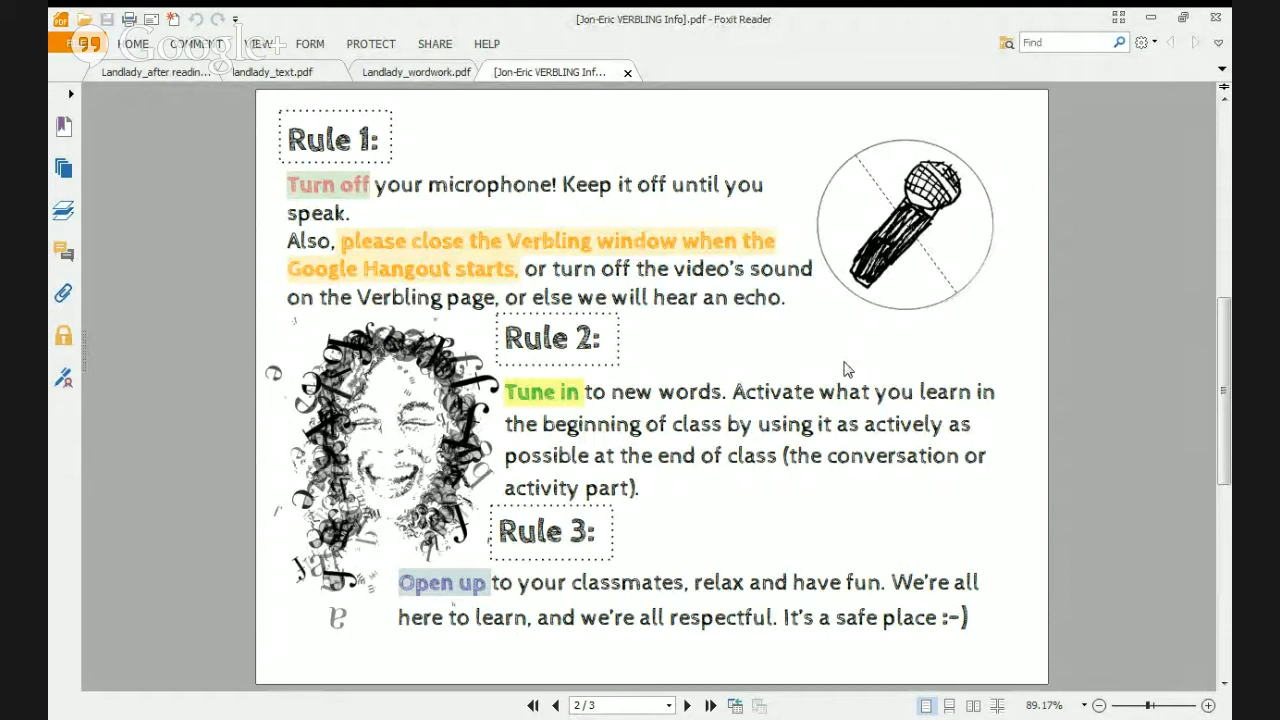 [Jon-Eric VERBLING Info].pdf - Foxit Reader
Google+
HOME COMMENT VIEW FORM PROTECT SHARE HELP
Find
Landlady_after readin... landlady_text.pdf Landlady_wordwork.pdf [Jon-Eric VERBLING Inf...
Rule 1:
Turn off your microphone! Keep it off until you
speak.
Also, please close the Verbling window when the
Google Hangout starts, or turn off the video's sound
on the Verbling page, or else we will hear an echo.
Rule 2:
Tune in to new words. Activate what you learn in
the beginning of class by using it as actively as
possible at the end of class (the conversation or
activity part).
Rule 3:
Open up to your classmates, relax and have fun. We're all
here to learn, and we're all respectful. It's a safe place :-)
2 / 3
89.17%